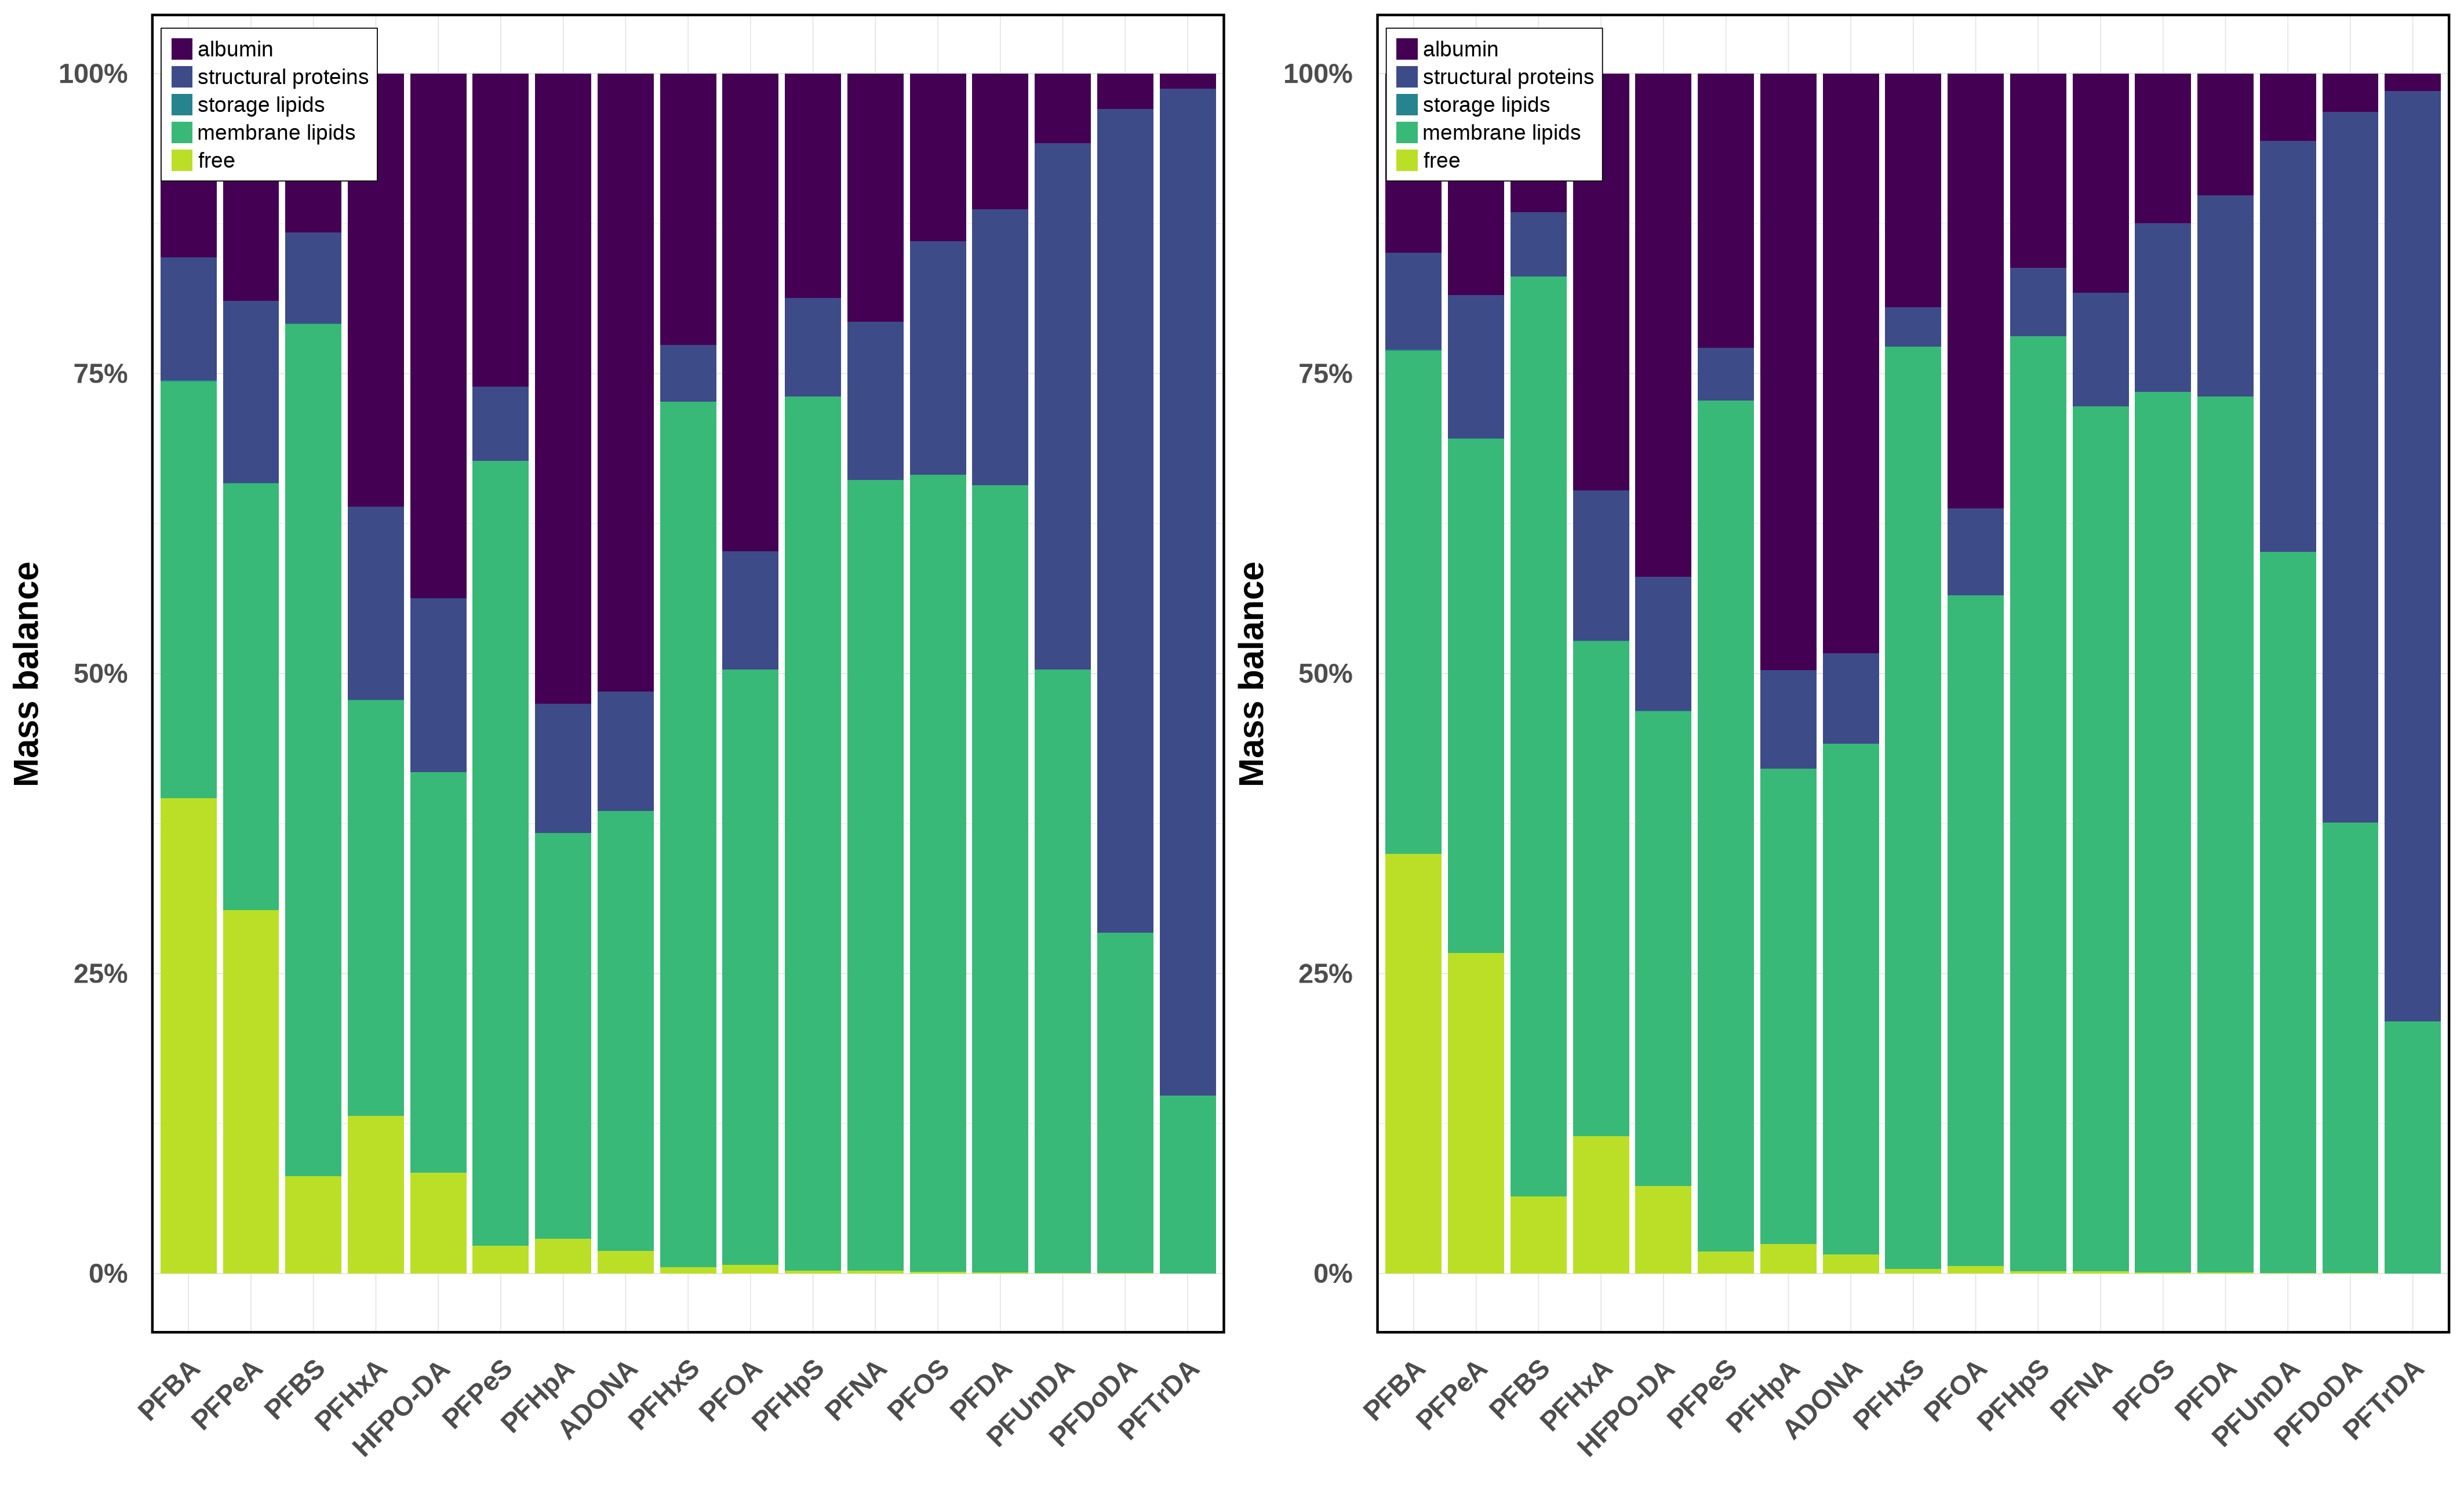 albumin
structural proteins
storage lipids
membrane lipids
free
100%
75%
50%
25%
0%
Mass balance
PFBA
PFPeA
PFBS
PFHxA
HFPO-DA
PFPeS
PFHpA
ADONA
PFHxS
PFOA
PFHpS
PFNA
PFOS
PFDA
PFUnDA
PFDoDA
PFTrDA
albumin
structural proteins
storage lipids
membrane lipids
free
100%
75%
50%
25%
0%
Mass balance
PFBA
PFPeA
PFBS
PFHxA
HFPO-DA
PFPeS
PFHpA
ADONA
PFHxS
PFOA
PFHpS
PFNA
PFOS
PFDA
PFUnDA
PFDoDA
PFTrDA